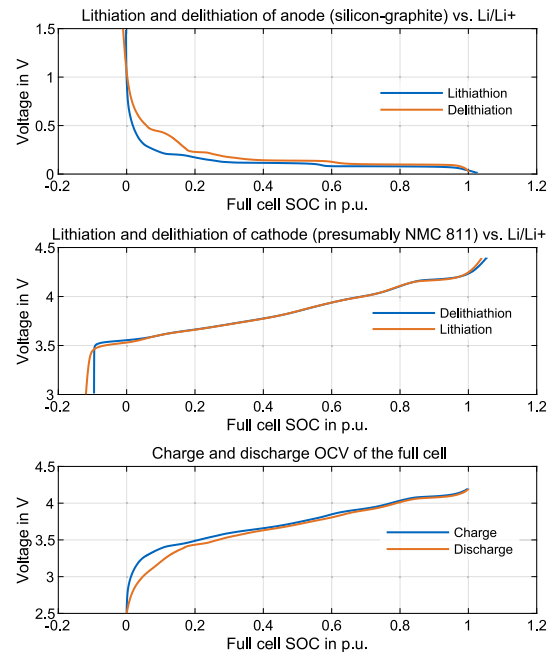 Lithiation and delithiation of anode (silicon-graphite) vs. Li/Li+
1.5
1
0.5
0
Voltage in V
Lithiathion
Delithiation
-0.2 0 0.2 0.4 0.6 0.8 1 1.2
Full cell SOC in p.u.
Lithiation and delithiation of cathode (presumably NMC 811) vs. Li/Li+
4.5
4
3.5
3
Voltage in V
Delithiathion
Lithiation
-0.2 0 0.2 0.4 0.6 0.8 1 1.2
Full cell SOC in p.u.
Charge and discharge OCV of the full cell
4.5
4
3.5
3
2.5
Voltage in V
Charge
Discharge
-0.2 0 0.2 0.4 0.6 0.8 1 1.2
Full cell SOC in p.u.